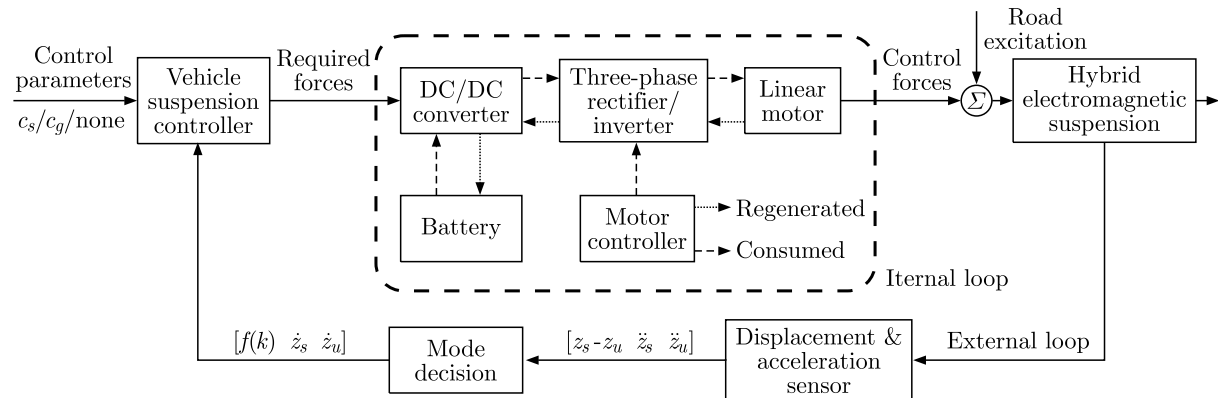 Control
parameters
c_s/c_g/none
Vehicle
suspension
controller
Required
forces
DC/DC
converter
Three-phase
rectifier/
inverter
Linear
motor
Battery
Motor
controller
Regenerated
Consumed
Iternal loop
Control
forces
Road
excitation
Σ
Hybrid
electromagnetic
suspension
External loop
Displacement &
acceleration
sensor
[z_s-z_u z̈_s z̈_u]
Mode
decision
[f(k) ż_s ż_u]